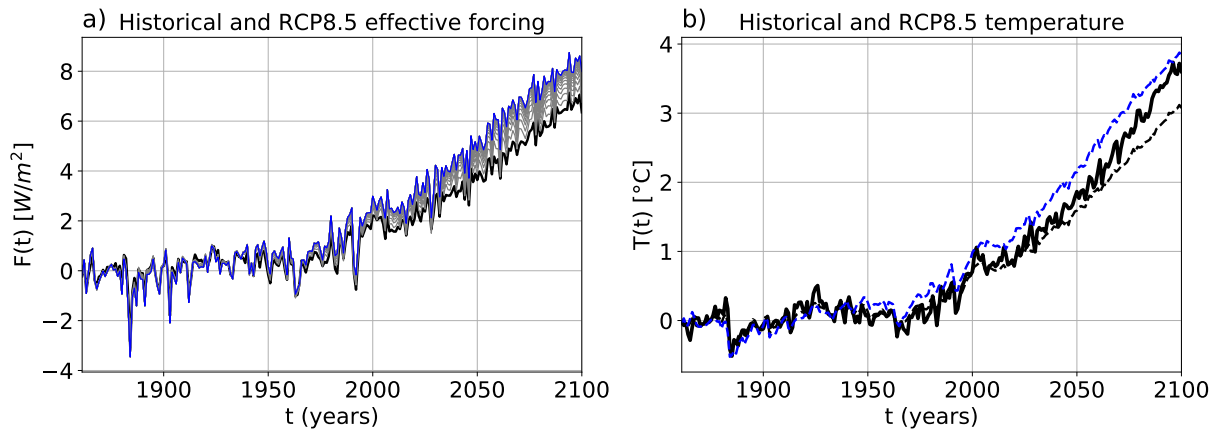 a) Historical and RCP8.5 effective forcing
F(t) [W/m²]
8
6
4
2
0
−2
−4
1900 1950 2000 2050 2100
t (years)
b) Historical and RCP8.5 temperature
T(t) [°C]
4
3
2
1
0
1900 1950 2000 2050 2100
t (years)